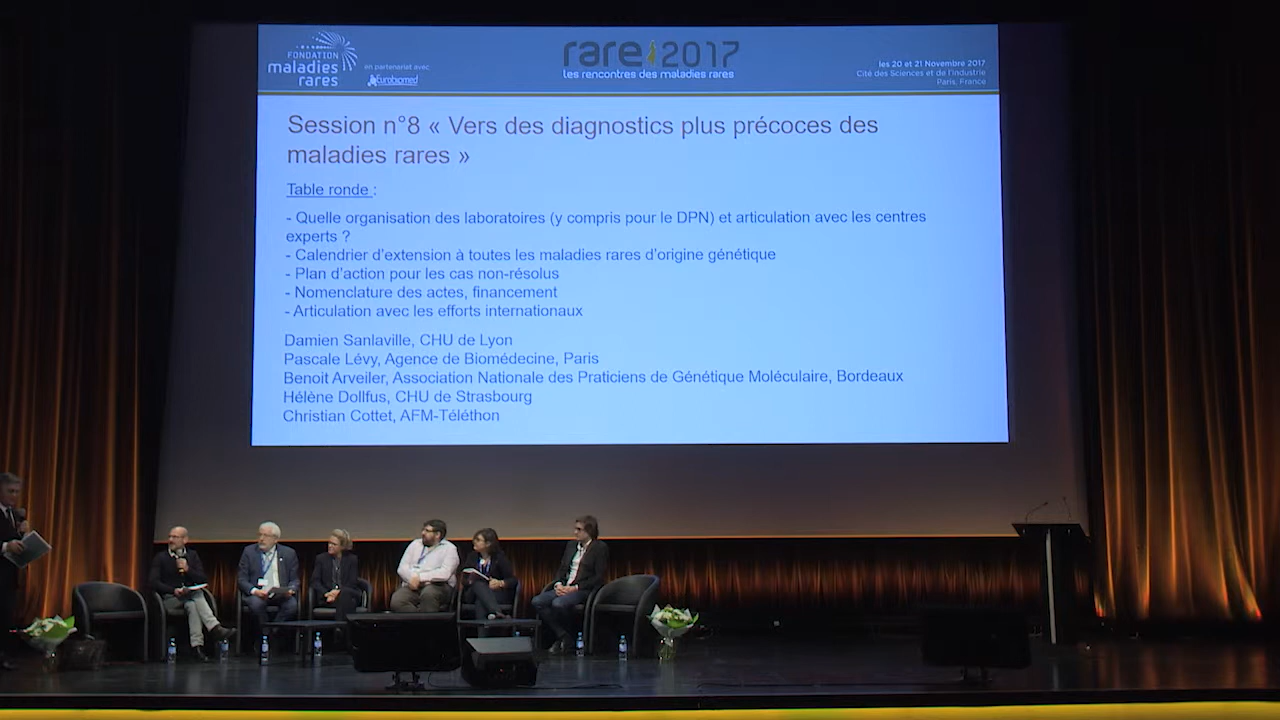 FONDATION
maladies
rares
en partenariat avec
Eurobiomed
rare 2017
les rencontres des maladies rares
les 20 et 21 Novembre 2017
Cité des Sciences et de l'Industrie
Paris, France
Session n°8 « Vers des diagnostics plus précoces des
maladies rares »
Table ronde :
- Quelle organisation des laboratoires (y compris pour le DPN) et articulation avec les centres
experts ?
- Calendrier d'extension à toutes les maladies rares d'origine génétique
- Plan d'action pour les cas non-résolus
- Nomenclature des actes, financement
- Articulation avec les efforts internationaux
Damien Sanlaville, CHU de Lyon
Pascale Lévy, Agence de Biomédecine, Paris
Benoit Arveiler, Association Nationale des Praticiens de Génétique Moléculaire, Bordeaux
Hélène Dollfus, CHU de Strasbourg
Christian Cottet, AFM-Téléthon